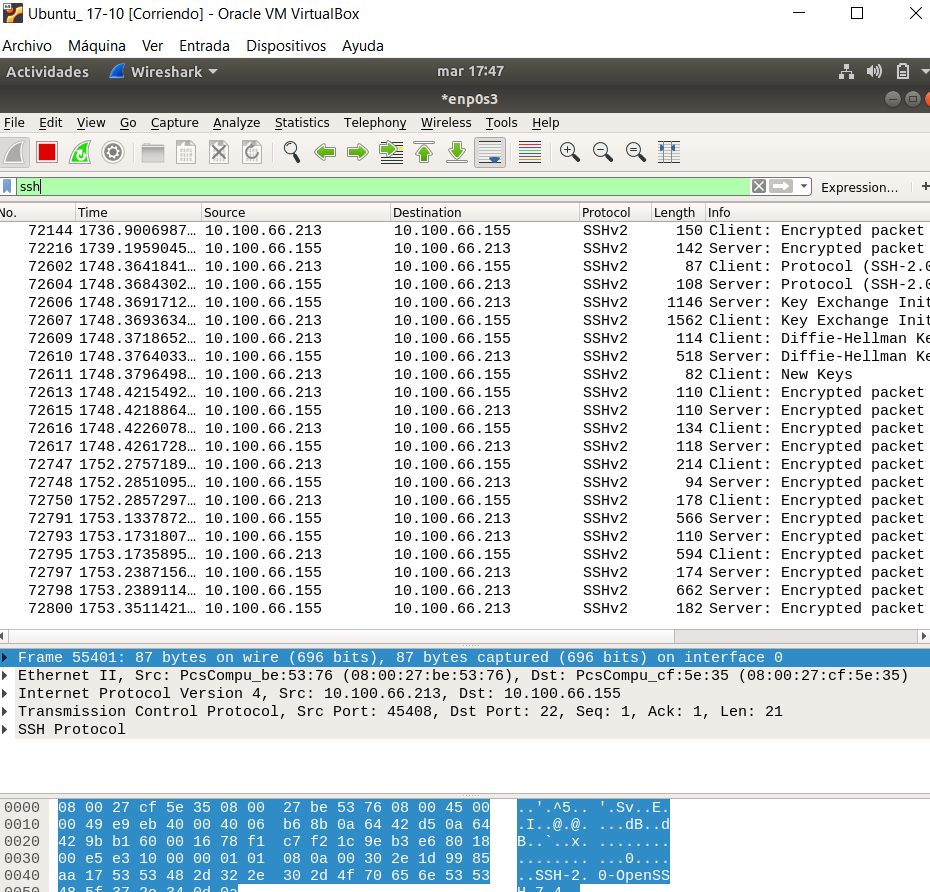 Ubuntu_ 17-10 [Corriendo] - Oracle VM VirtualBox
Archivo Máquina Ver Entrada Dispositivos Ayuda
Actividades Wireshark mar 17:47
*enp0s3
File Edit View Go Capture Analyze Statistics Telephony Wireless Tools Help
ssh Expression... +
No. Time Source Destination Protocol Length Info
72144 1736.9006987… 10.100.66.213 10.100.66.155 SSHv2 150 Client: Encrypted packet
72216 1739.1959045… 10.100.66.155 10.100.66.213 SSHv2 142 Server: Encrypted packet
72602 1748.3641841… 10.100.66.213 10.100.66.155 SSHv2 87 Client: Protocol (SSH-2.0
72604 1748.3684302… 10.100.66.155 10.100.66.213 SSHv2 108 Server: Protocol (SSH-2.0
72606 1748.3691712… 10.100.66.155 10.100.66.213 SSHv2 1146 Server: Key Exchange Init
72607 1748.3693634… 10.100.66.213 10.100.66.155 SSHv2 1562 Client: Key Exchange Init
72609 1748.3718652… 10.100.66.213 10.100.66.155 SSHv2 114 Client: Diffie-Hellman Ke
72610 1748.3764033… 10.100.66.155 10.100.66.213 SSHv2 518 Server: Diffie-Hellman Ke
72611 1748.3796498… 10.100.66.213 10.100.66.155 SSHv2 82 Client: New Keys
72613 1748.4215492… 10.100.66.213 10.100.66.155 SSHv2 110 Client: Encrypted packet
72615 1748.4218864… 10.100.66.155 10.100.66.213 SSHv2 110 Server: Encrypted packet
72616 1748.4226078… 10.100.66.213 10.100.66.155 SSHv2 134 Client: Encrypted packet
72617 1748.4261728… 10.100.66.155 10.100.66.213 SSHv2 118 Server: Encrypted packet
72747 1752.2757189… 10.100.66.213 10.100.66.155 SSHv2 214 Client: Encrypted packet
72748 1752.2851095… 10.100.66.155 10.100.66.213 SSHv2 94 Server: Encrypted packet
72750 1752.2857297… 10.100.66.213 10.100.66.155 SSHv2 178 Client: Encrypted packet
72791 1753.1337872… 10.100.66.155 10.100.66.213 SSHv2 566 Server: Encrypted packet
72793 1753.1731807… 10.100.66.155 10.100.66.213 SSHv2 110 Server: Encrypted packet
72795 1753.1735895… 10.100.66.213 10.100.66.155 SSHv2 594 Client: Encrypted packet
72797 1753.2387156… 10.100.66.155 10.100.66.213 SSHv2 174 Server: Encrypted packet
72798 1753.2389114… 10.100.66.155 10.100.66.213 SSHv2 662 Server: Encrypted packet
72800 1753.3511421… 10.100.66.155 10.100.66.213 SSHv2 182 Server: Encrypted packet
Frame 55401: 87 bytes on wire (696 bits), 87 bytes captured (696 bits) on interface 0
Ethernet II, Src: PcsCompu_be:53:76 (08:00:27:be:53:76), Dst: PcsCompu_cf:5e:35 (08:00:27:cf:5e:35)
Internet Protocol Version 4, Src: 10.100.66.213, Dst: 10.100.66.155
Transmission Control Protocol, Src Port: 45408, Dst Port: 22, Seq: 1, Ack: 1, Len: 21
SSH Protocol
0000 08 00 27 cf 5e 35 08 00 27 be 53 76 08 00 45 00 ..'.^5.. '.Sv..E.
0010 00 49 e9 eb 40 00 40 06 b6 8b 0a 64 42 d5 0a 64 .I..@.@. ...dB..d
0020 42 9b b1 60 00 16 78 f1 c7 f2 1c 9e b3 e6 80 18 B..`..x. ........
0030 00 e5 e3 10 00 00 01 01 08 0a 00 30 2e 1d 99 85 ........ ...0....
0040 aa 17 53 53 48 2d 32 2e 30 2d 4f 70 65 6e 53 53 ..SSH-2. 0-OpenSS
48 5f 37 2e 34 0d 0a